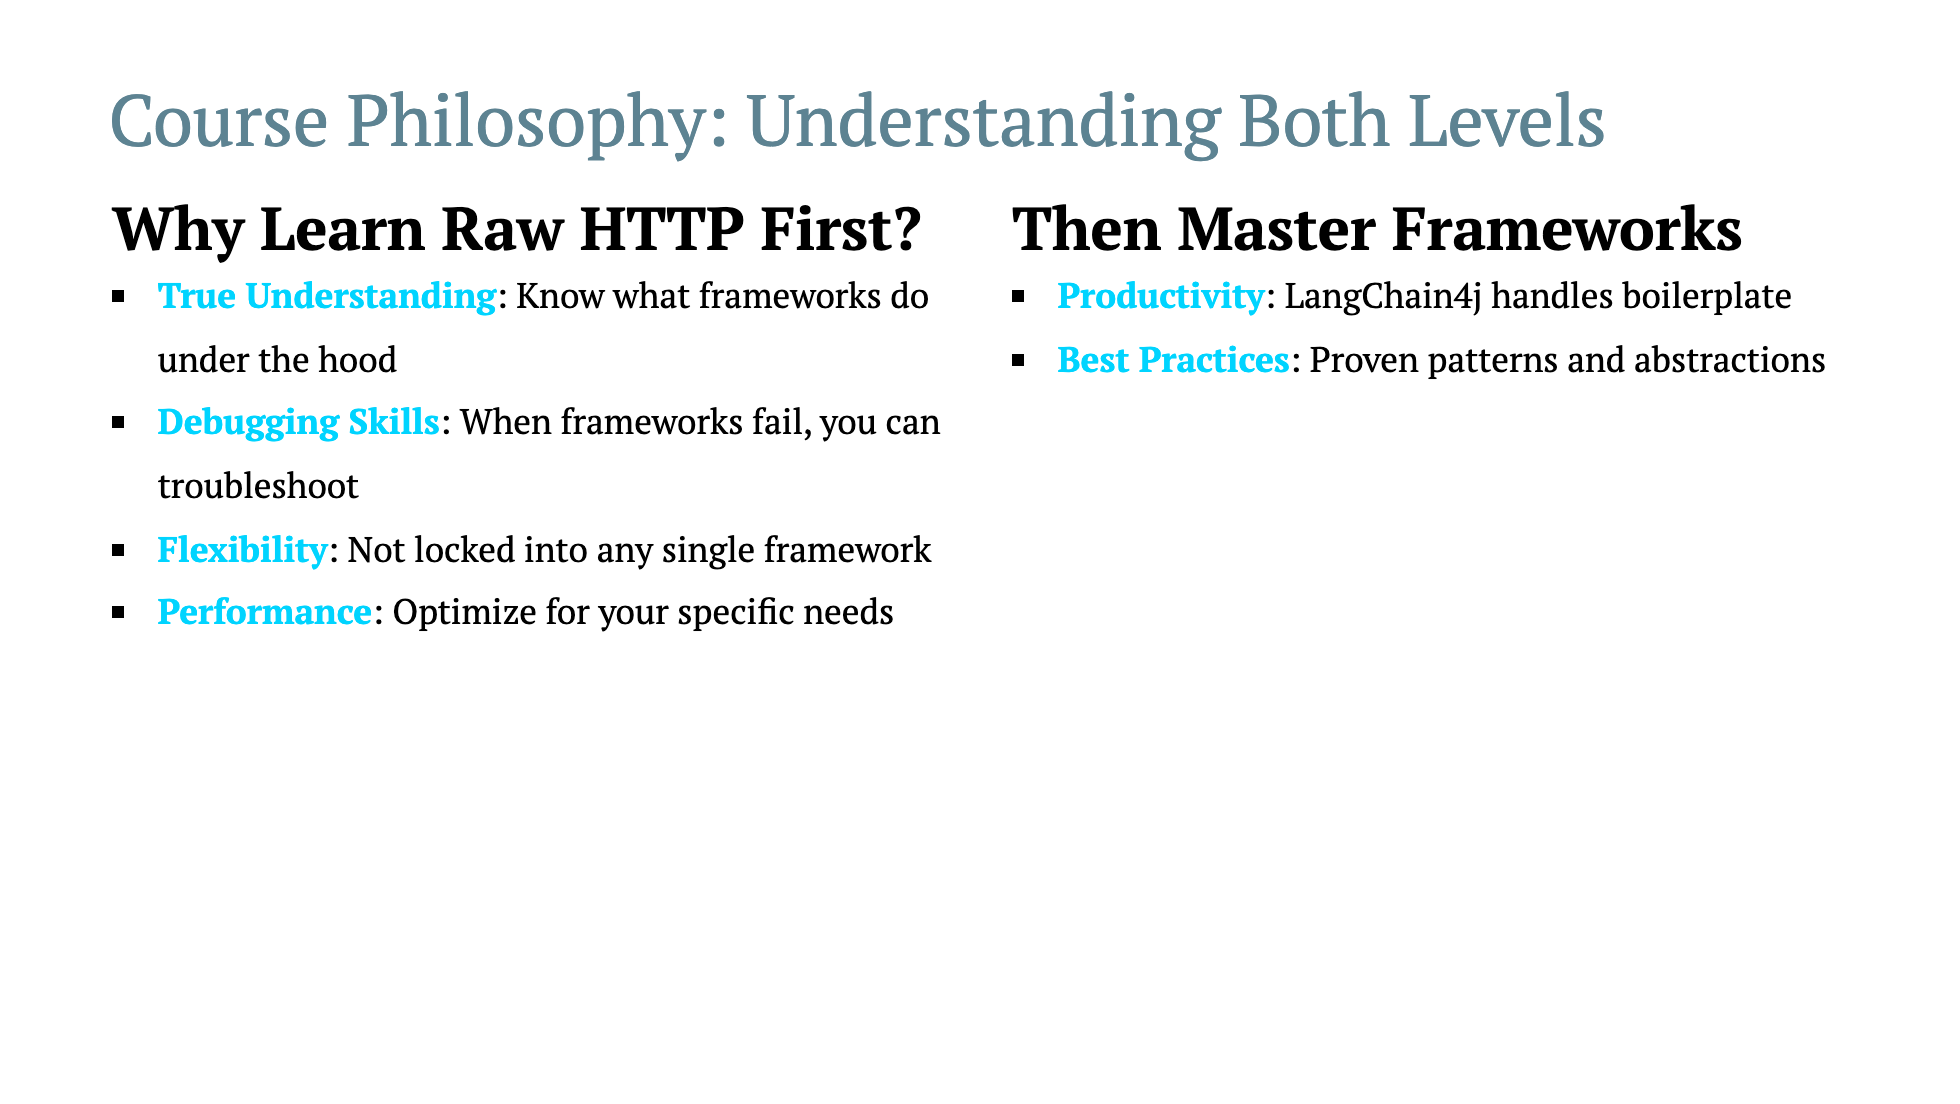 Course Philosophy: Understanding Both Levels
Why Learn Raw HTTP First?
▪ True Understanding: Know what frameworks do
under the hood
▪ Debugging Skills: When frameworks fail, you can
troubleshoot
▪ Flexibility: Not locked into any single framework
▪ Performance: Optimize for your specific needs
Then Master Frameworks
▪ Productivity: LangChain4j handles boilerplate
▪ Best Practices: Proven patterns and abstractions